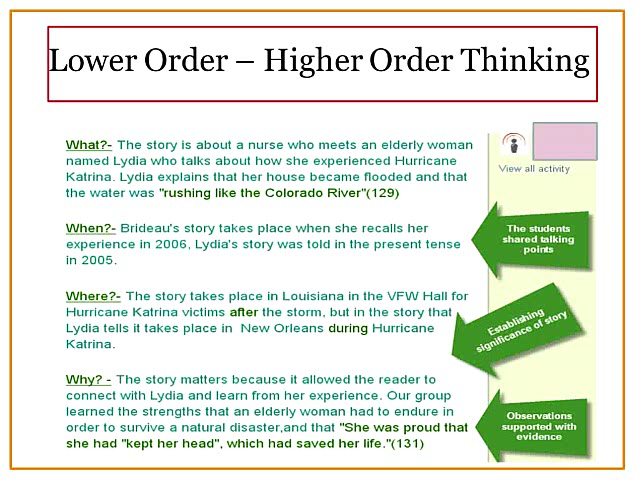 Lower Order – Higher Order Thinking
What?- The story is about a nurse who meets an elderly woman
named Lydia who talks about how she experienced Hurricane
Katrina. Lydia explains that her house became flooded and that
the water was "rushing like the Colorado River"(129)
View all activity
When?- Brideau's story takes place when she recalls her
experience in 2006, Lydia's story was told in the present tense
in 2005.
The students
shared talking
points
Where?- The story takes place in Louisiana in the VFW Hall for
Hurricane Katrina victims after the storm, but in the story that
Lydia tells it takes place in New Orleans during Hurricane
Katrina.
Establishing
significance of story
Why? - The story matters because it allowed the reader to
connect with Lydia and learn from her experience. Our group
learned the strengths that an elderly woman had to endure in
order to survive a natural disaster,and that "She was proud that
she had "kept her head", which had saved her life."(131)
Observations
supported with
evidence